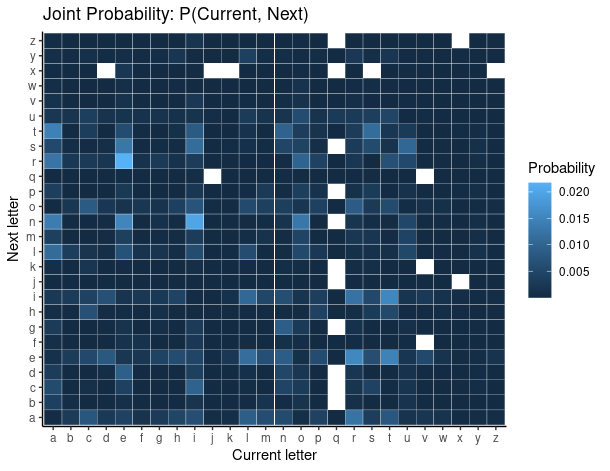 Joint Probability: P(Current, Next)
Next letter
z
y
x
w
v
u
t
s
r
q
p
o
n
m
l
k
j
i
h
g
f
e
d
c
b
a
a b c d e f g h i j k l m n o p q r s t u v w x y z
Current letter
Probability
0.020
0.015
0.010
0.005